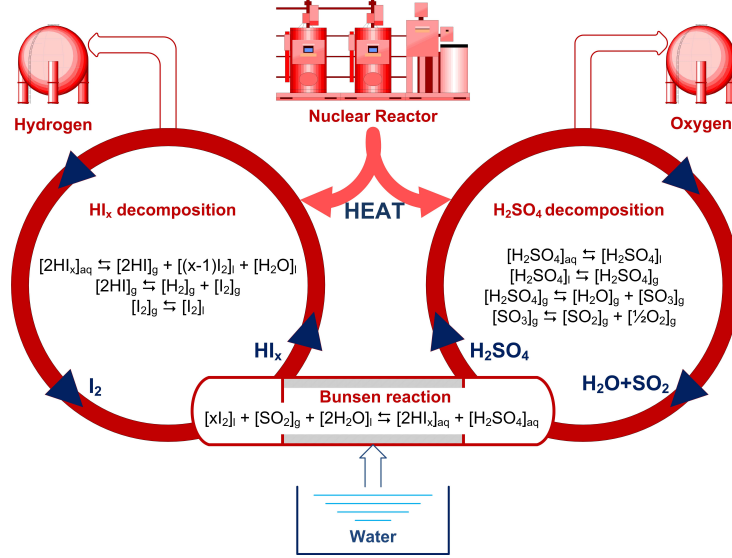 Hydrogen
Nuclear Reactor
Oxygen
HEAT
HIₓ decomposition
[2HIₓ]aq ⇆ [2HI]g + [(x-1)I₂]l + [H₂O]l
[2HI]g ⇆ [H₂]g + [I₂]g
[I₂]g ⇆ [I₂]l
H₂SO₄ decomposition
[H₂SO₄]aq ⇆ [H₂SO₄]l
[H₂SO₄]l ⇆ [H₂SO₄]g
[H₂SO₄]g ⇆ [H₂O]g + [SO₃]g
[SO₃]g ⇆ [SO₂]g + [½O₂]g
I₂
HIₓ
H₂SO₄
H₂O+SO₂
Bunsen reaction
[xI₂]l + [SO₂]g + [2H₂O]l ⇆ [2HIₓ]aq + [H₂SO₄]aq
Water